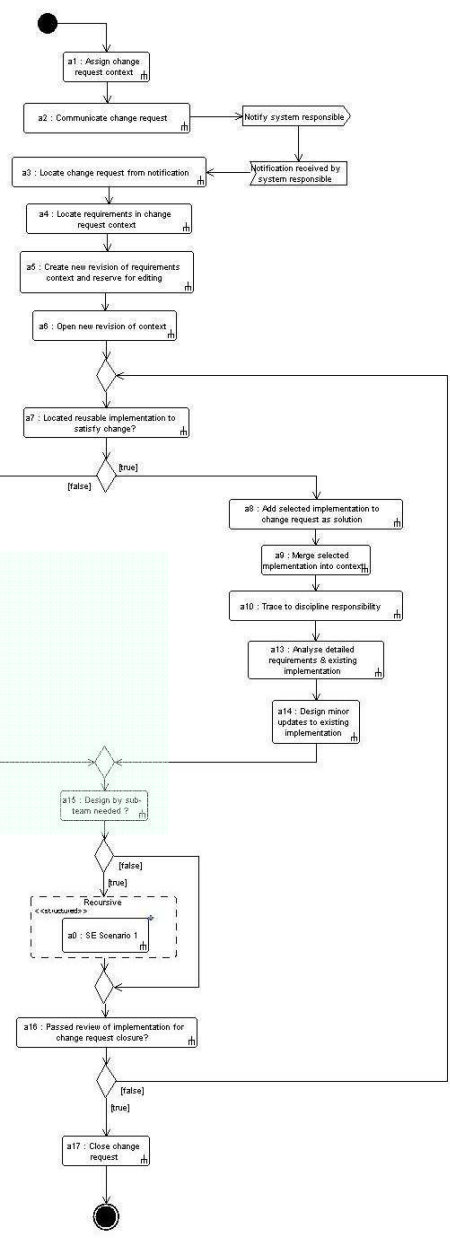 a1 : Assign change
request context
a2 : Communicate change request
Notify system responsible
a3 : Locate change request from notification
Notification received by
system responsible
a4 : Locate requirements in change
request context
a5 : Create new revision of requirements
context and reserve for editing
a6 : Open new revision of context
a7 : Located reusable implementation to
satisfy change?
[true]
[false]
a8 : Add selected implementation to
change request as solution
a9 : Merge selected
mplementation into context
a10 : Trace to discipline responsibility
a13 : Analyse detailed
requirements & existing
implementation
a14 : Design minor
updates to existing
implementation
a15 : Design by sub-
team needed ?
[false]
[true]
Recursive
<<structured>>
a0 : SE Scenario 1
a16 : Passed review of implementation for
change request closure?
[false]
[true]
a17 : Close change
request